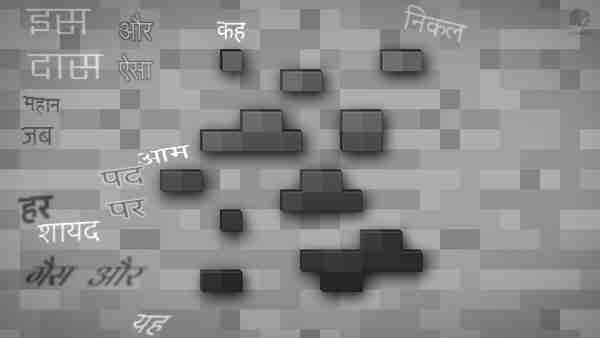 इस
और
कह
निकल
दास
ऐसा
महान
जब
आम
पद
पर
हर
शायद
गैस और
यह